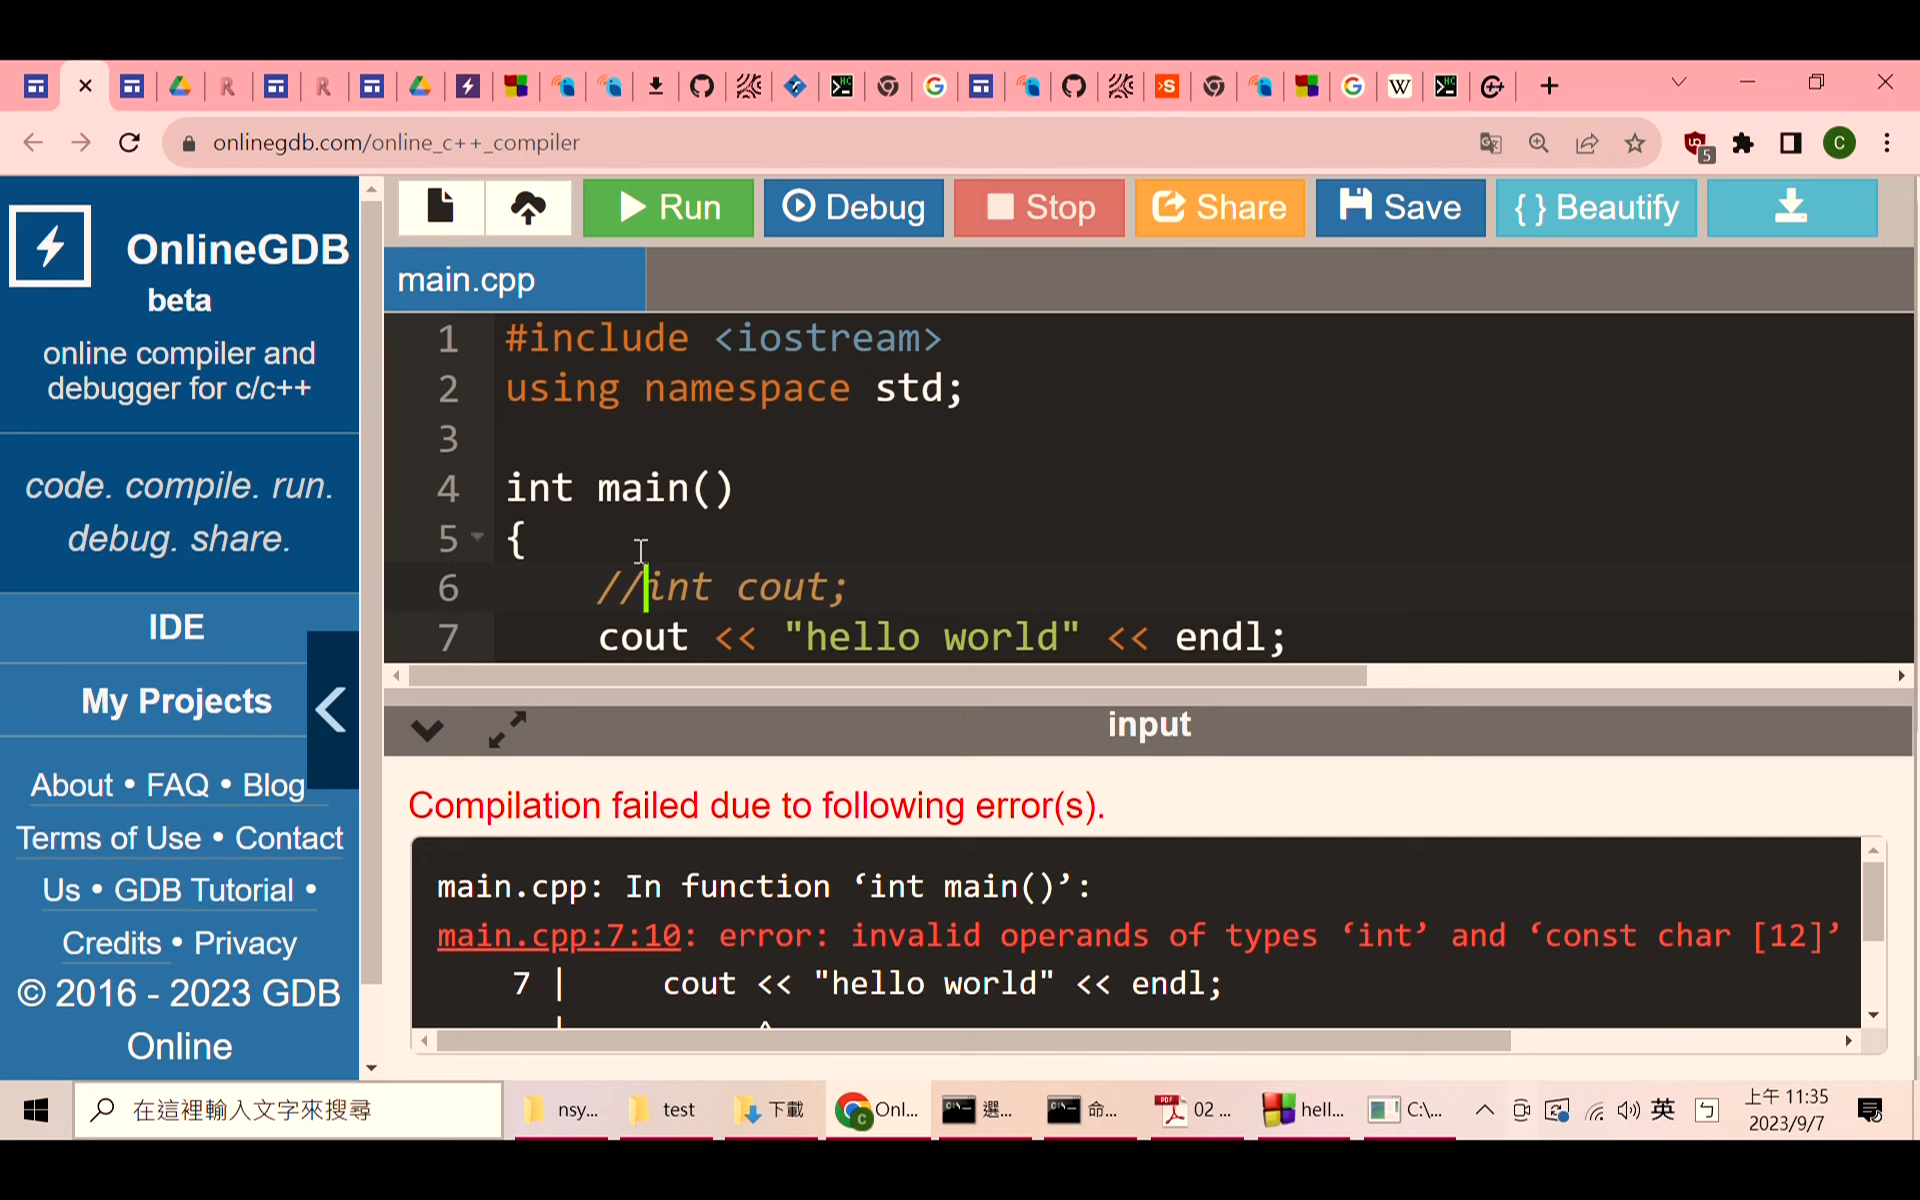 onlinegdb.com/online_c++_compiler
5
C
OnlineGDB
beta
online compiler and
debugger for c/c++
code. compile. run.
debug. share.
IDE
My Projects
About • FAQ • Blog
Terms of Use • Contact
Us • GDB Tutorial •
Credits • Privacy
© 2016 - 2023 GDB
Online
Run
Debug
Stop
Share
Save
{ } Beautify
main.cpp
1 #include <iostream>
2 using namespace std;
3
4 int main()
5 {
6 //int cout;
7 cout << "hello world" << endl;
input
Compilation failed due to following error(s).
main.cpp: In function ‘int main()’:
main.cpp:7:10: error: invalid operands of types ‘int’ and ‘const char [12]’
7 | cout << "hello world" << endl;
| ^
在這裡輸入文字來搜尋
nsy...
test
下載
Onl...
選...
命...
02 ...
hell...
C:\...
英
上午 11:35
2023/9/7